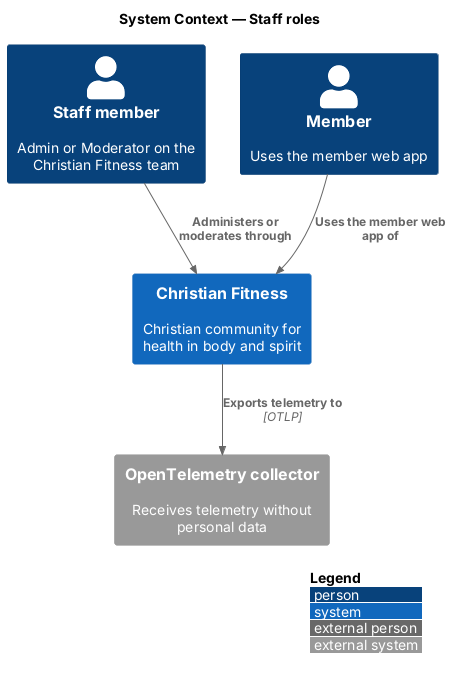 System Context — Staff roles
Staff member
Admin or Moderator on the
Christian Fitness team
Member
Uses the member web app
Administers or
moderates through
Uses the member web
app of
Christian Fitness
Christian community for
health in body and spirit
Exports telemetry to
[OTLP]
OpenTelemetry collector
Receives telemetry without
personal data
Legend
person
system
external person
external system